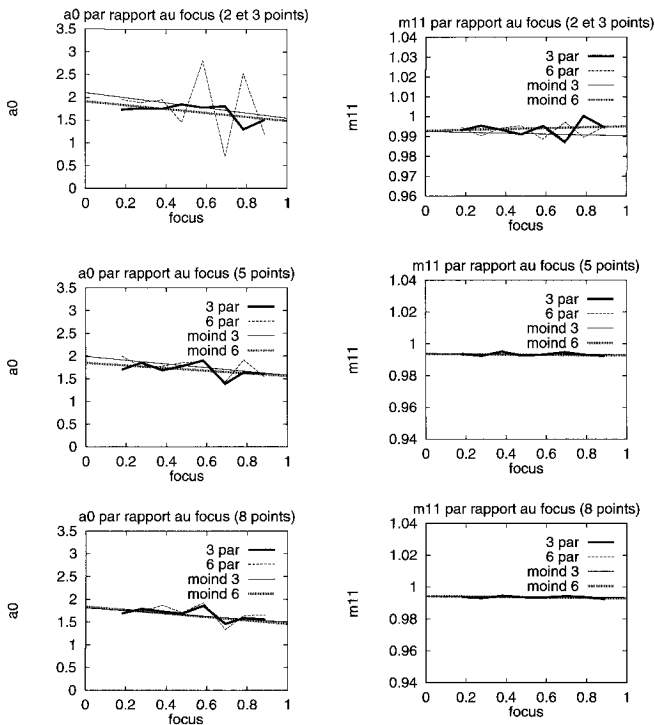 a0 par rapport au focus (2 et 3 points)
3.5
3
2.5
2
1.5
1
0.5
0
a0
0 0.2 0.4 0.6 0.8 1
focus
m11 par rapport au focus (2 et 3 points)
1.04
1.03
1.02
1.01
1
0.99
0.98
0.97
0.96
m11
3 par
6 par
moind 3
moind 6
0 0.2 0.4 0.6 0.8 1
focus
a0 par rapport au focus (5 points)
3.5
3
2.5
2
1.5
1
0.5
0
a0
3 par
6 par
moind 3
moind 6
0 0.2 0.4 0.6 0.8 1
focus
m11 par rapport au focus (5 points)
1.04
1.02
1
0.98
0.96
0.94
m11
3 par
6 par
moind 3
moind 6
0 0.2 0.4 0.6 0.8 1
focus
a0 par rapport au focus (8 points)
3.5
3
2.5
2
1.5
1
0.5
0
a0
3 par
6 par
moind 3
moind 6
0 0.2 0.4 0.6 0.8 1
focus
m11 par rapport au focus (8 points)
1.04
1.02
1
0.98
0.96
0.94
m11
3 par
6 par
moind 3
moind 6
0 0.2 0.4 0.6 0.8 1
focus